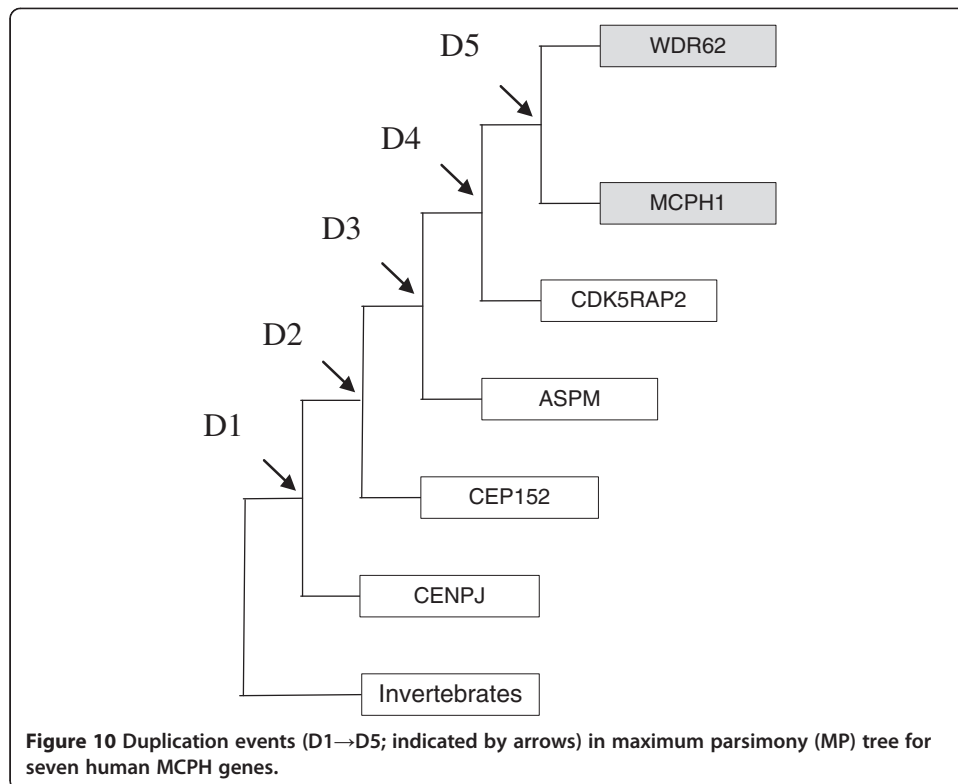 D5
WDR62
D4
MCPH1
D3
CDK5RAP2
D2
ASPM
D1
CEP152
CENPJ
Invertebrates
Figure 10 Duplication events (D1→D5; indicated by arrows) in maximum parsimony (MP) tree for
seven human MCPH genes.